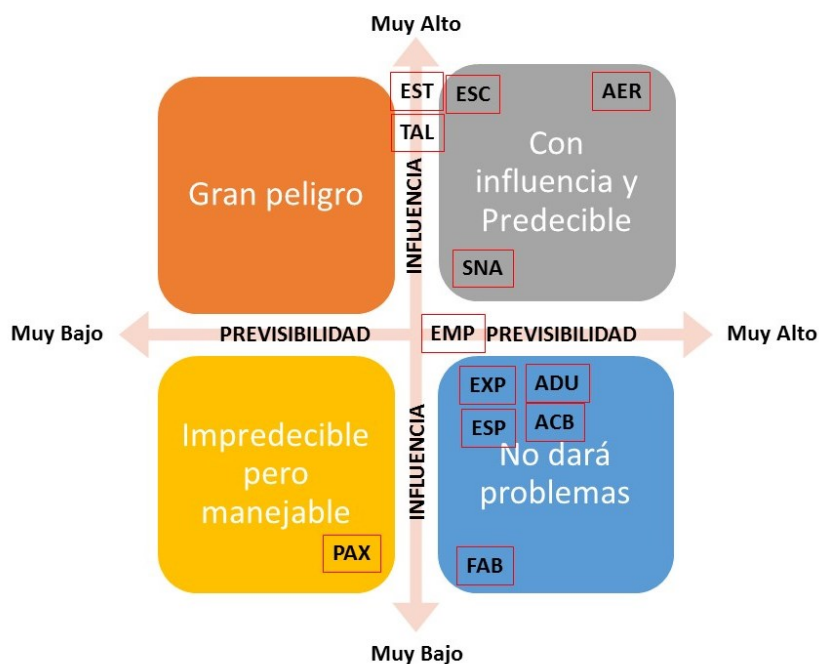 Muy Alto
EST
ESC
AER
TAL
Con
influencia y
Predecible
Gran peligro
INFLUENCIA
SNA
Muy Bajo
PREVISIBILIDAD
EMP
PREVISIBILIDAD
Muy Alto
EXP
ADU
ESP
ACB
Impredecible
pero
manejable
INFLUENCIA
No dará
problemas
PAX
FAB
Muy Bajo